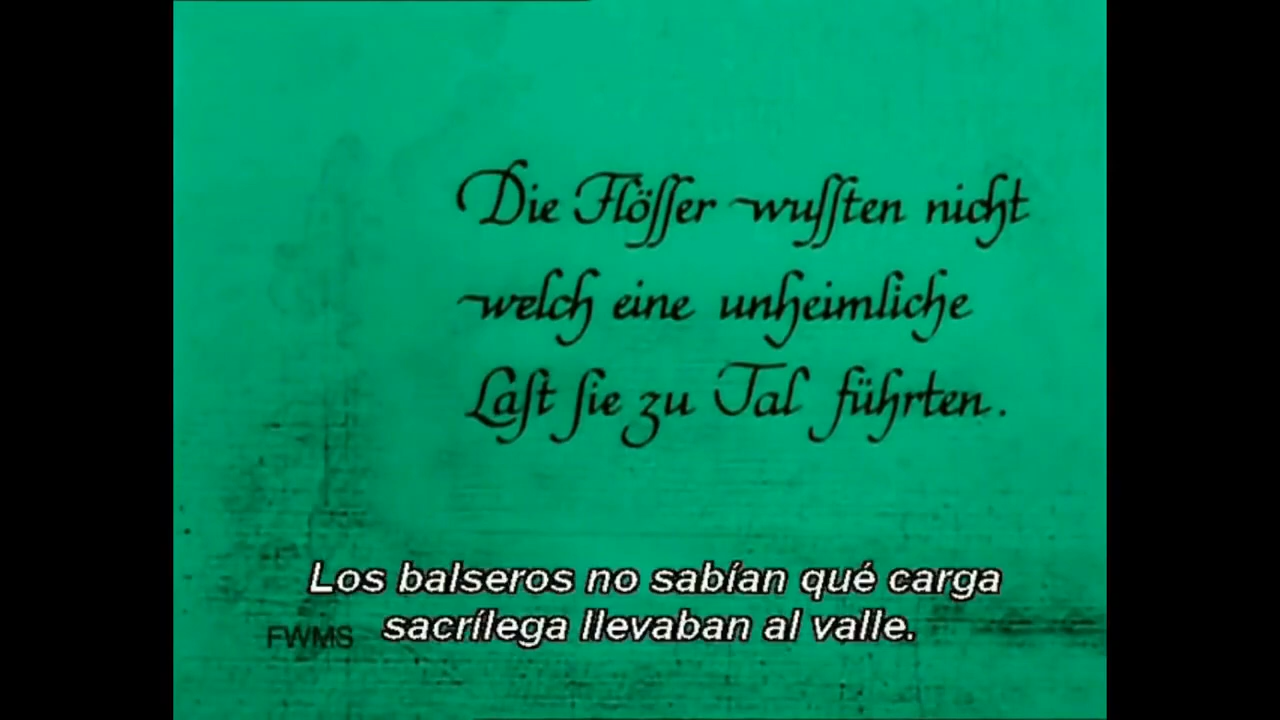 Die Flöſſer wuſſten nicht
welch eine unheimliche
Laſt ſie zu Tal führten.
Los balseros no sabían qué carga
sacrílega llevaban al valle.
FWMS